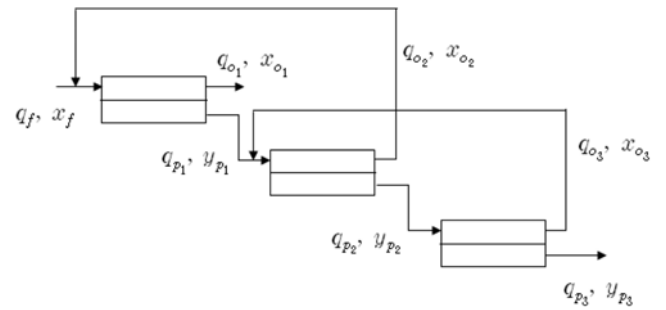 q_{o_1}, x_{o_1}
q_{o_2}, x_{o_2}
q_f, x_f
q_{p_1}, y_{p_1}
q_{o_3}, x_{o_3}
q_{p_2}, y_{p_2}
q_{p_3}, y_{p_3}